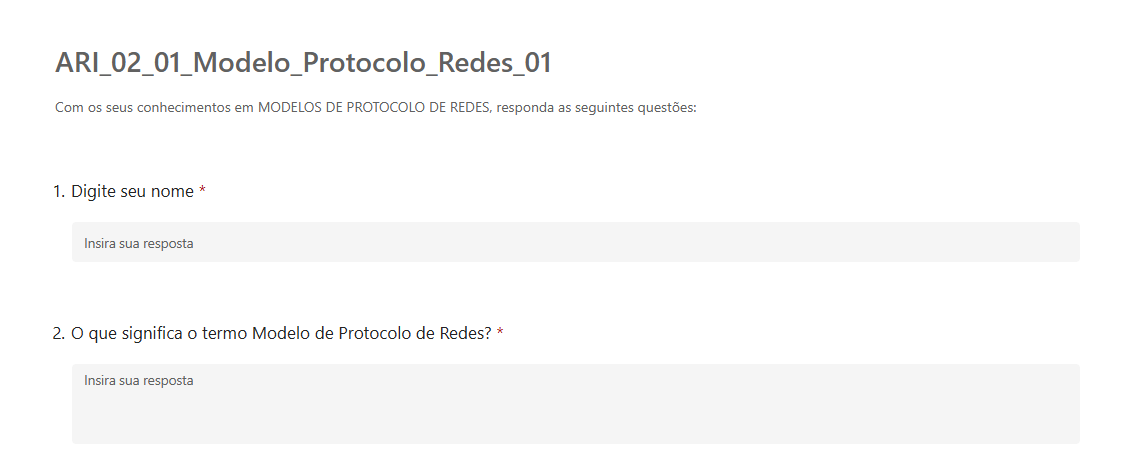 ARI_02_01_Modelo_Protocolo_Redes_01
Com os seus conhecimentos em MODELOS DE PROTOCOLO DE REDES, responda as seguintes questões:
1. Digite seu nome *
Insira sua resposta
2. O que significa o termo Modelo de Protocolo de Redes? *
Insira sua resposta